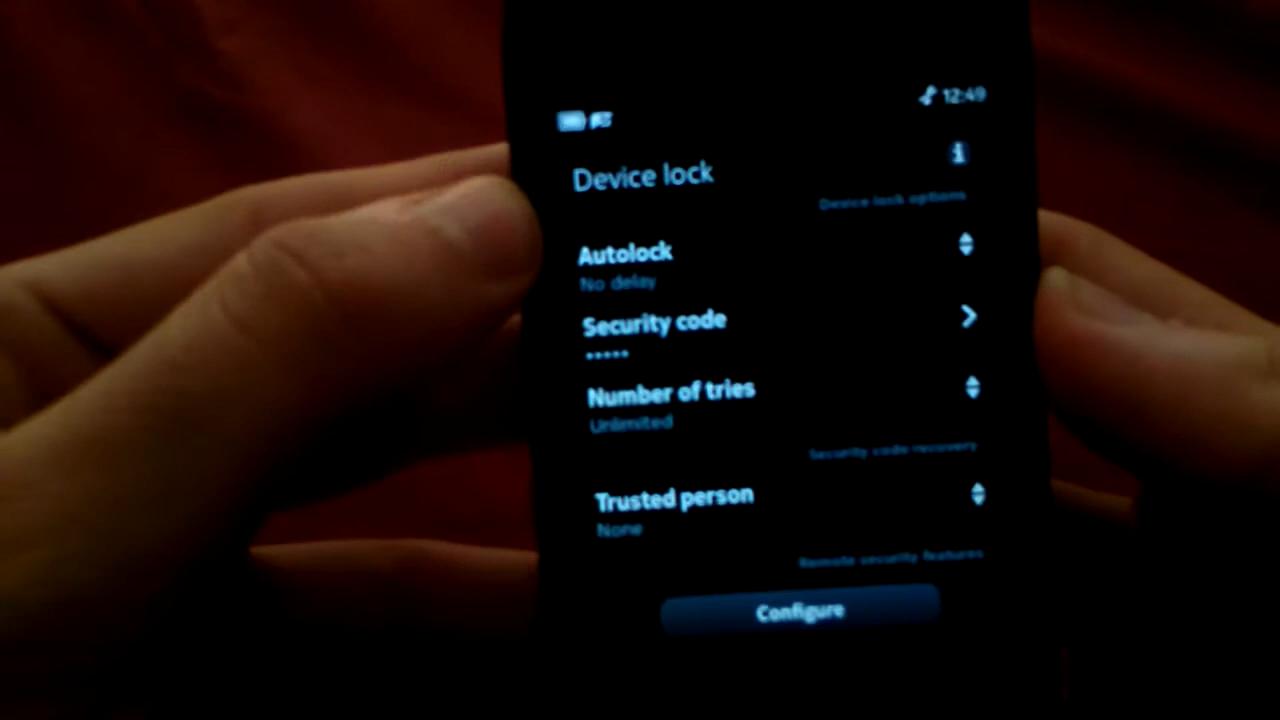 12:49
Device lock
Device lock options
Autolock
No delay
Security code
•••••
Number of tries
Unlimited
Security code recovery
Trusted person
None
Remote security features
Configure